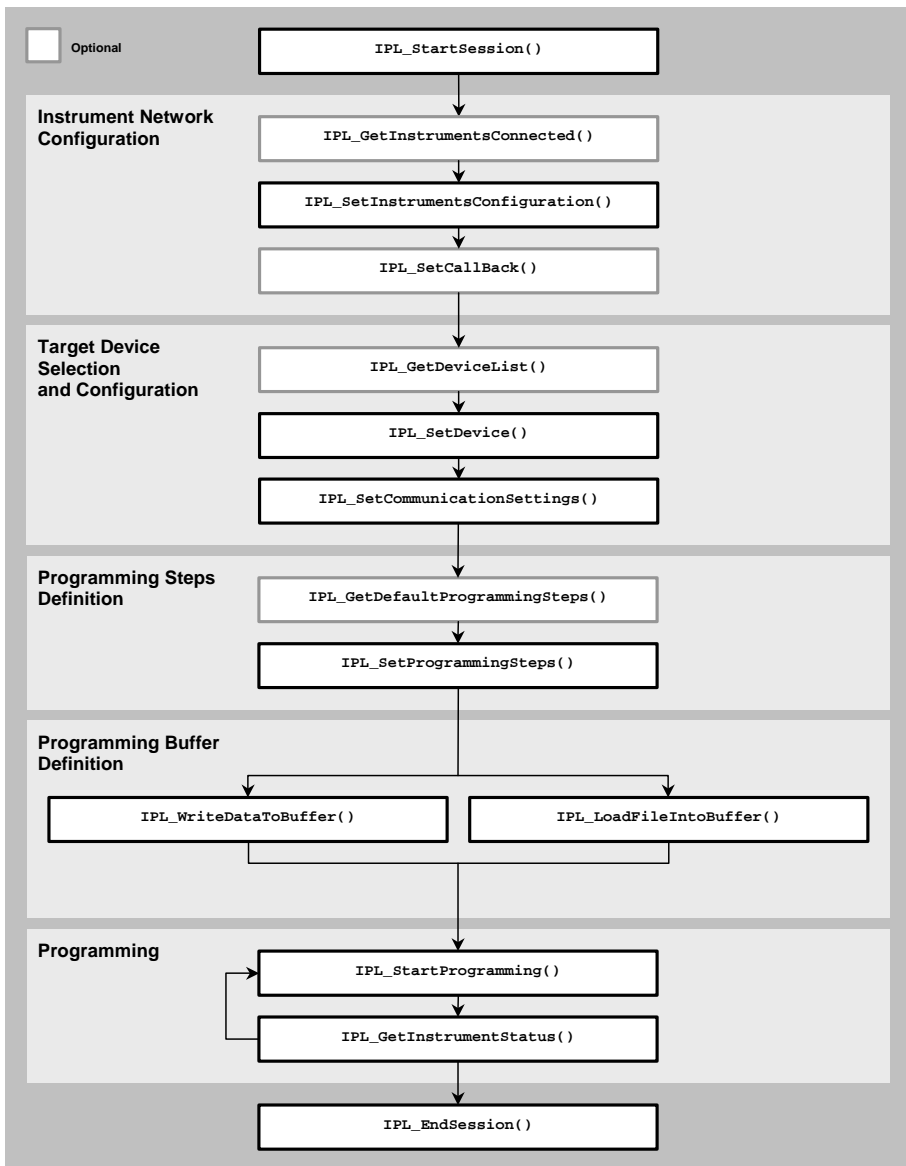 Optional
IPL_StartSession()
Instrument Network
Configuration
IPL_GetInstrumentsConnected()
IPL_SetInstrumentsConfiguration()
IPL_SetCallBack()
Target Device
Selection
and Configuration
IPL_GetDeviceList()
IPL_SetDevice()
IPL_SetCommunicationSettings()
Programming Steps
Definition
IPL_GetDefaultProgrammingSteps()
IPL_SetProgrammingSteps()
Programming Buffer
Definition
IPL_WriteDataToBuffer()
IPL_LoadFileIntoBuffer()
Programming
IPL_StartProgramming()
IPL_GetInstrumentStatus()
IPL_EndSession()